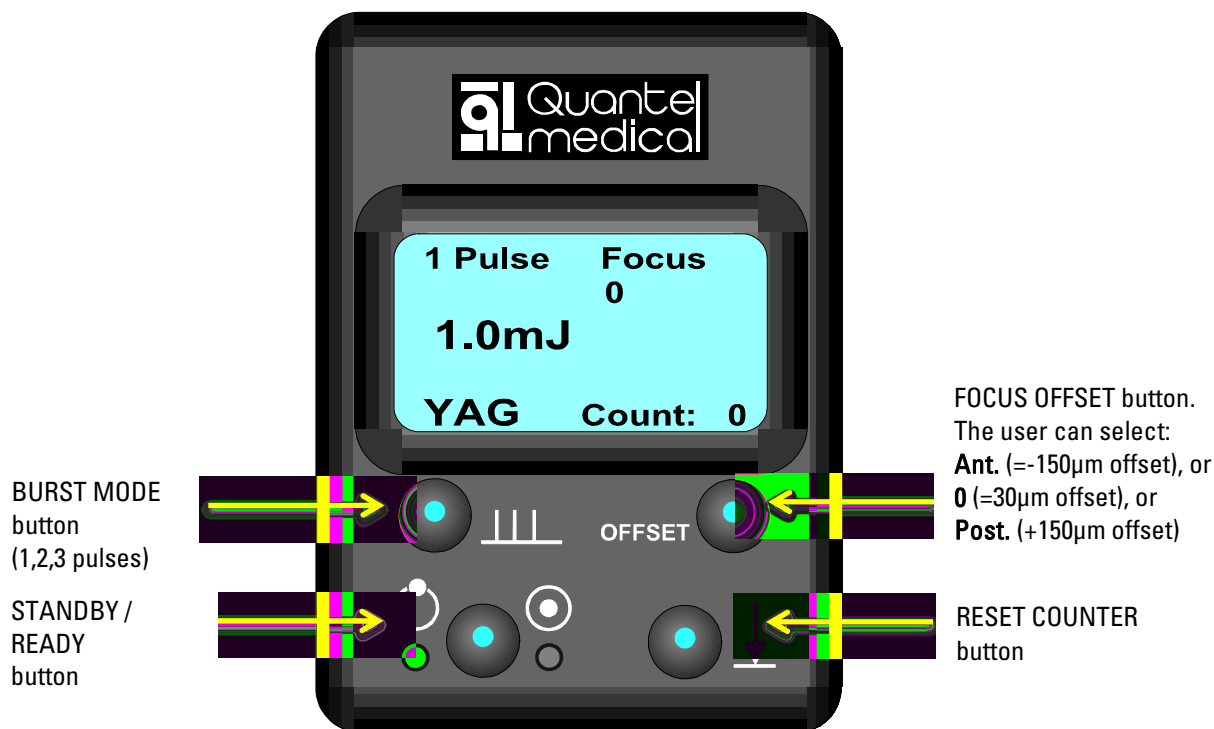 Quantel
medical
1 Pulse Focus
0
1.0mJ
YAG Count: 0
BURST MODE
button
(1,2,3 pulses)
OFFSET
FOCUS OFFSET button.
The user can select:
Ant. (=-150µm offset), or
0 (=30µm offset), or
Post. (+150µm offset)
STANDBY /
READY
button
RESET COUNTER
button